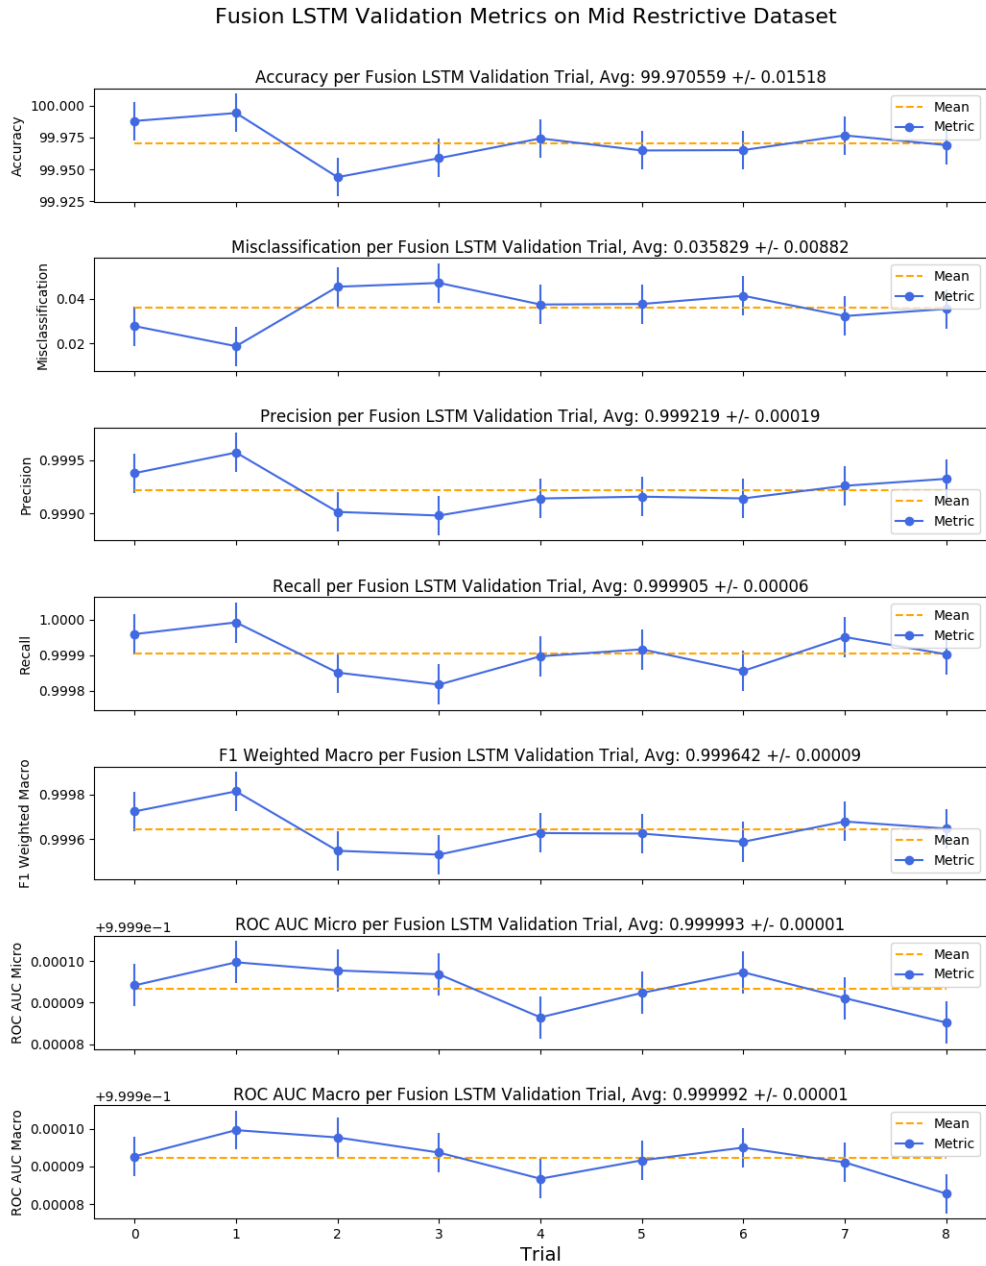 Fusion LSTM Validation Metrics on Mid Restrictive Dataset
Accuracy per Fusion LSTM Validation Trial, Avg: 99.970559 +/- 0.01518
Accuracy
100.000
99.975
99.950
99.925
Mean
Metric
Misclassification per Fusion LSTM Validation Trial, Avg: 0.035829 +/- 0.00882
Misclassification
0.04
0.02
Mean
Metric
Precision per Fusion LSTM Validation Trial, Avg: 0.999219 +/- 0.00019
Precision
0.9995
0.9990
Mean
Metric
Recall per Fusion LSTM Validation Trial, Avg: 0.999905 +/- 0.00006
Recall
1.0000
0.9999
0.9998
Mean
Metric
F1 Weighted Macro per Fusion LSTM Validation Trial, Avg: 0.999642 +/- 0.00009
F1 Weighted Macro
0.9998
0.9996
Mean
Metric
+9.999e−1
ROC AUC Micro per Fusion LSTM Validation Trial, Avg: 0.999993 +/- 0.00001
ROC AUC Micro
0.00010
0.00009
0.00008
Mean
Metric
+9.999e−1
ROC AUC Macro per Fusion LSTM Validation Trial, Avg: 0.999992 +/- 0.00001
ROC AUC Macro
0.00010
0.00009
0.00008
Mean
Metric
0 1 2 3 4 5 6 7 8
Trial